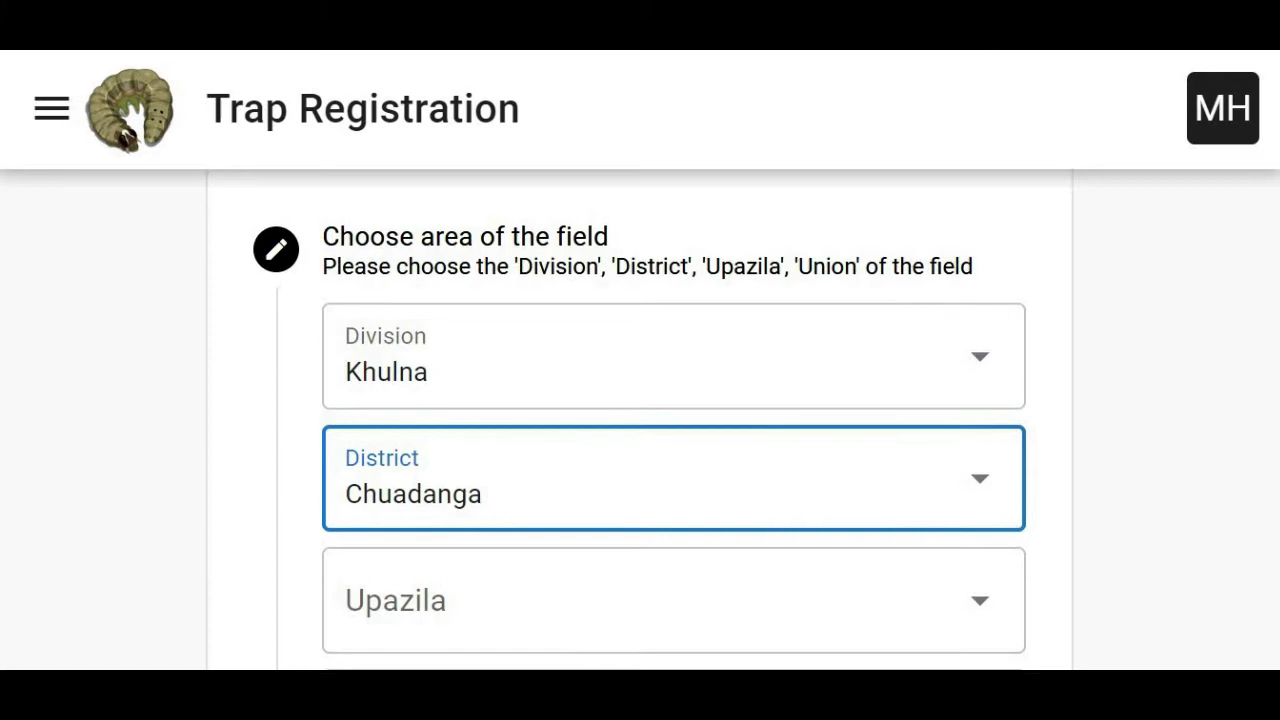 Trap Registration
MH
Choose area of the field
Please choose the 'Division', 'District', 'Upazila', 'Union' of the field
Division
Khulna
District
Chuadanga
Upazila